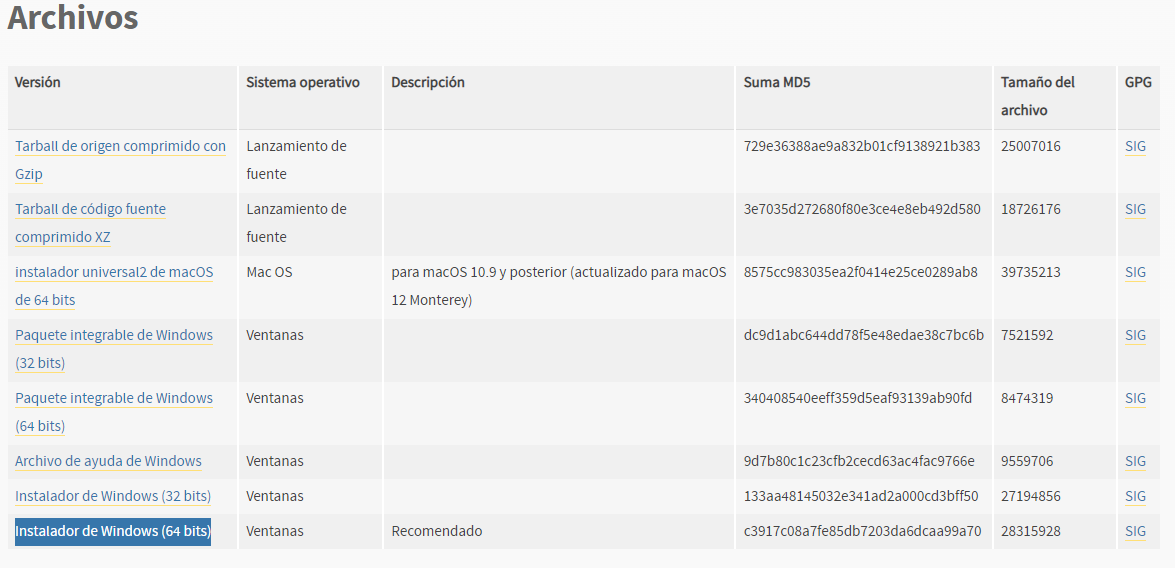 Archivos
Versión Sistema operativo Descripción Suma MD5 Tamaño del GPG
archivo
Tarball de origen comprimido con Lanzamiento de 729e36388ae9a832b01cf9138921b383 25007016 SIG
Gzip fuente
Tarball de código fuente Lanzamiento de 3e7035d272680f80e3ce4e8eb492d580 18726176 SIG
comprimido XZ fuente
instalador universal2 de macOS Mac OS para macOS 10.9 y posterior (actualizado para macOS 8575cc983035ea2f0414e25ce0289ab8 39735213 SIG
de 64 bits 12 Monterey)
Paquete integrable de Windows Ventanas dc9d1abc644dd78f5e48edae38c7bc6b 7521592 SIG
(32 bits)
Paquete integrable de Windows Ventanas 340408540eeff359d5eaf93139ab90fd 8474319 SIG
(64 bits)
Archivo de ayuda de Windows Ventanas 9d7b80c1c23cfb2cecd63ac4fac9766e 9559706 SIG
Instalador de Windows (32 bits) Ventanas 133aa48145032e341ad2a000cd3bff50 27194856 SIG
Instalador de Windows (64 bits) Ventanas Recomendado c3917c08a7fe85db7203da6dcaa99a70 28315928 SIG